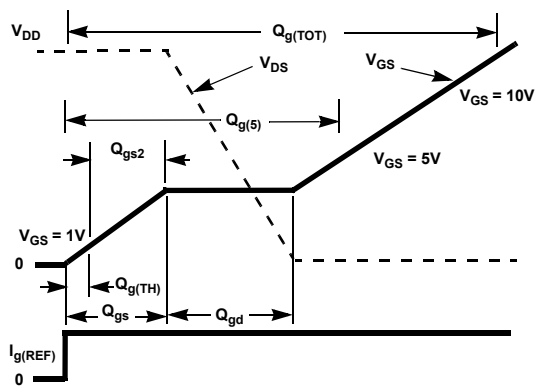 V_DD
Q_g(TOT)
V_DS
V_GS
V_GS = 10V
Q_g(5)
Q_gs2
V_GS = 5V
V_GS = 1V
0
Q_g(TH)
Q_gs
Q_gd
I_g(REF)
0